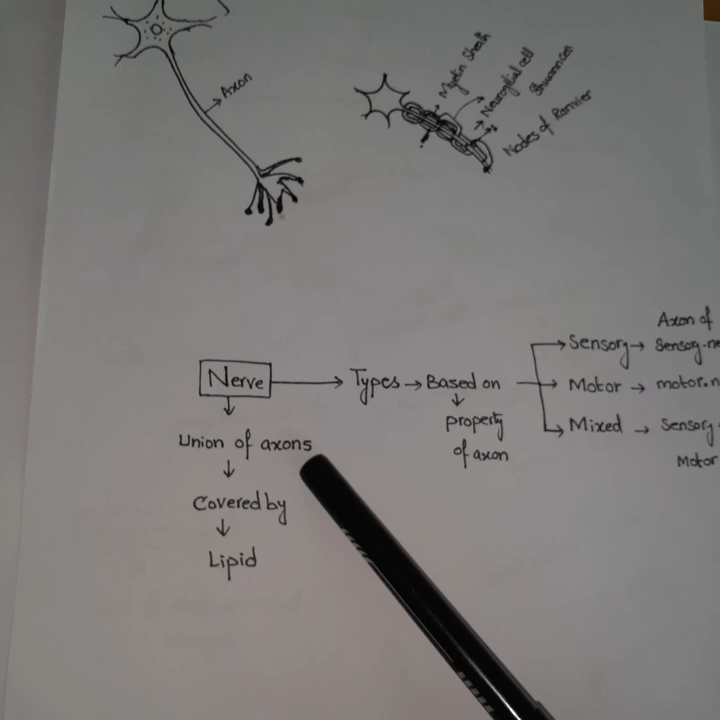 Axon
Myelin Sheath
Neuroglial cell
Nodes of Ranvier
Nerve
Types
Based on
property
of axon
Sensory
Axon of
Sensory.ne
Motor
motor.n
Mixed
Sensory
Motor
Union of axons
Covered by
Lipid